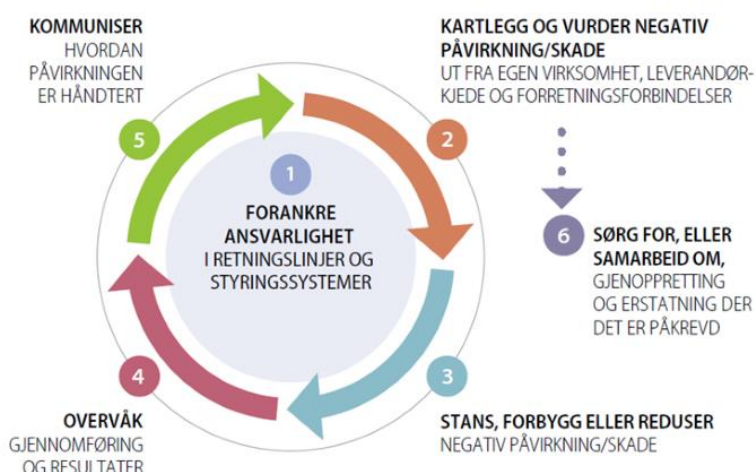 1
FORANKRE
ANSVARLIGHET
I RETNINGSLINJER OG
STYRINGSSYSTEMER
2
KARTLEGG OG VURDER NEGATIV
PÅVIRKNING/SKADE
UT FRA EGEN VIRKSOMHET, LEVERANDØR-
KJEDE OG FORRETNINGSFORBINDELSER
3
STANS, FORBYGG ELLER REDUSER
NEGATIV PÅVIRKNING/SKADE
4
OVERVÅK
GJENNOMFØRING
OG RESULTATER
5
KOMMUNISER
HVORDAN
PÅVIRKNINGEN
ER HÅNDTERT
6
SØRG FOR, ELLER
SAMARBEID OM,
GJENOPPRETTING
OG ERSTATNING DER
DET ER PÅKREVD